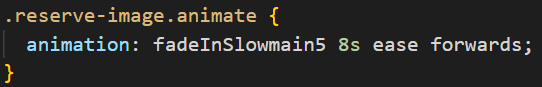 .reserve-image.animate {
  animation: fadeInSlowmain5 8s ease forwards;
}